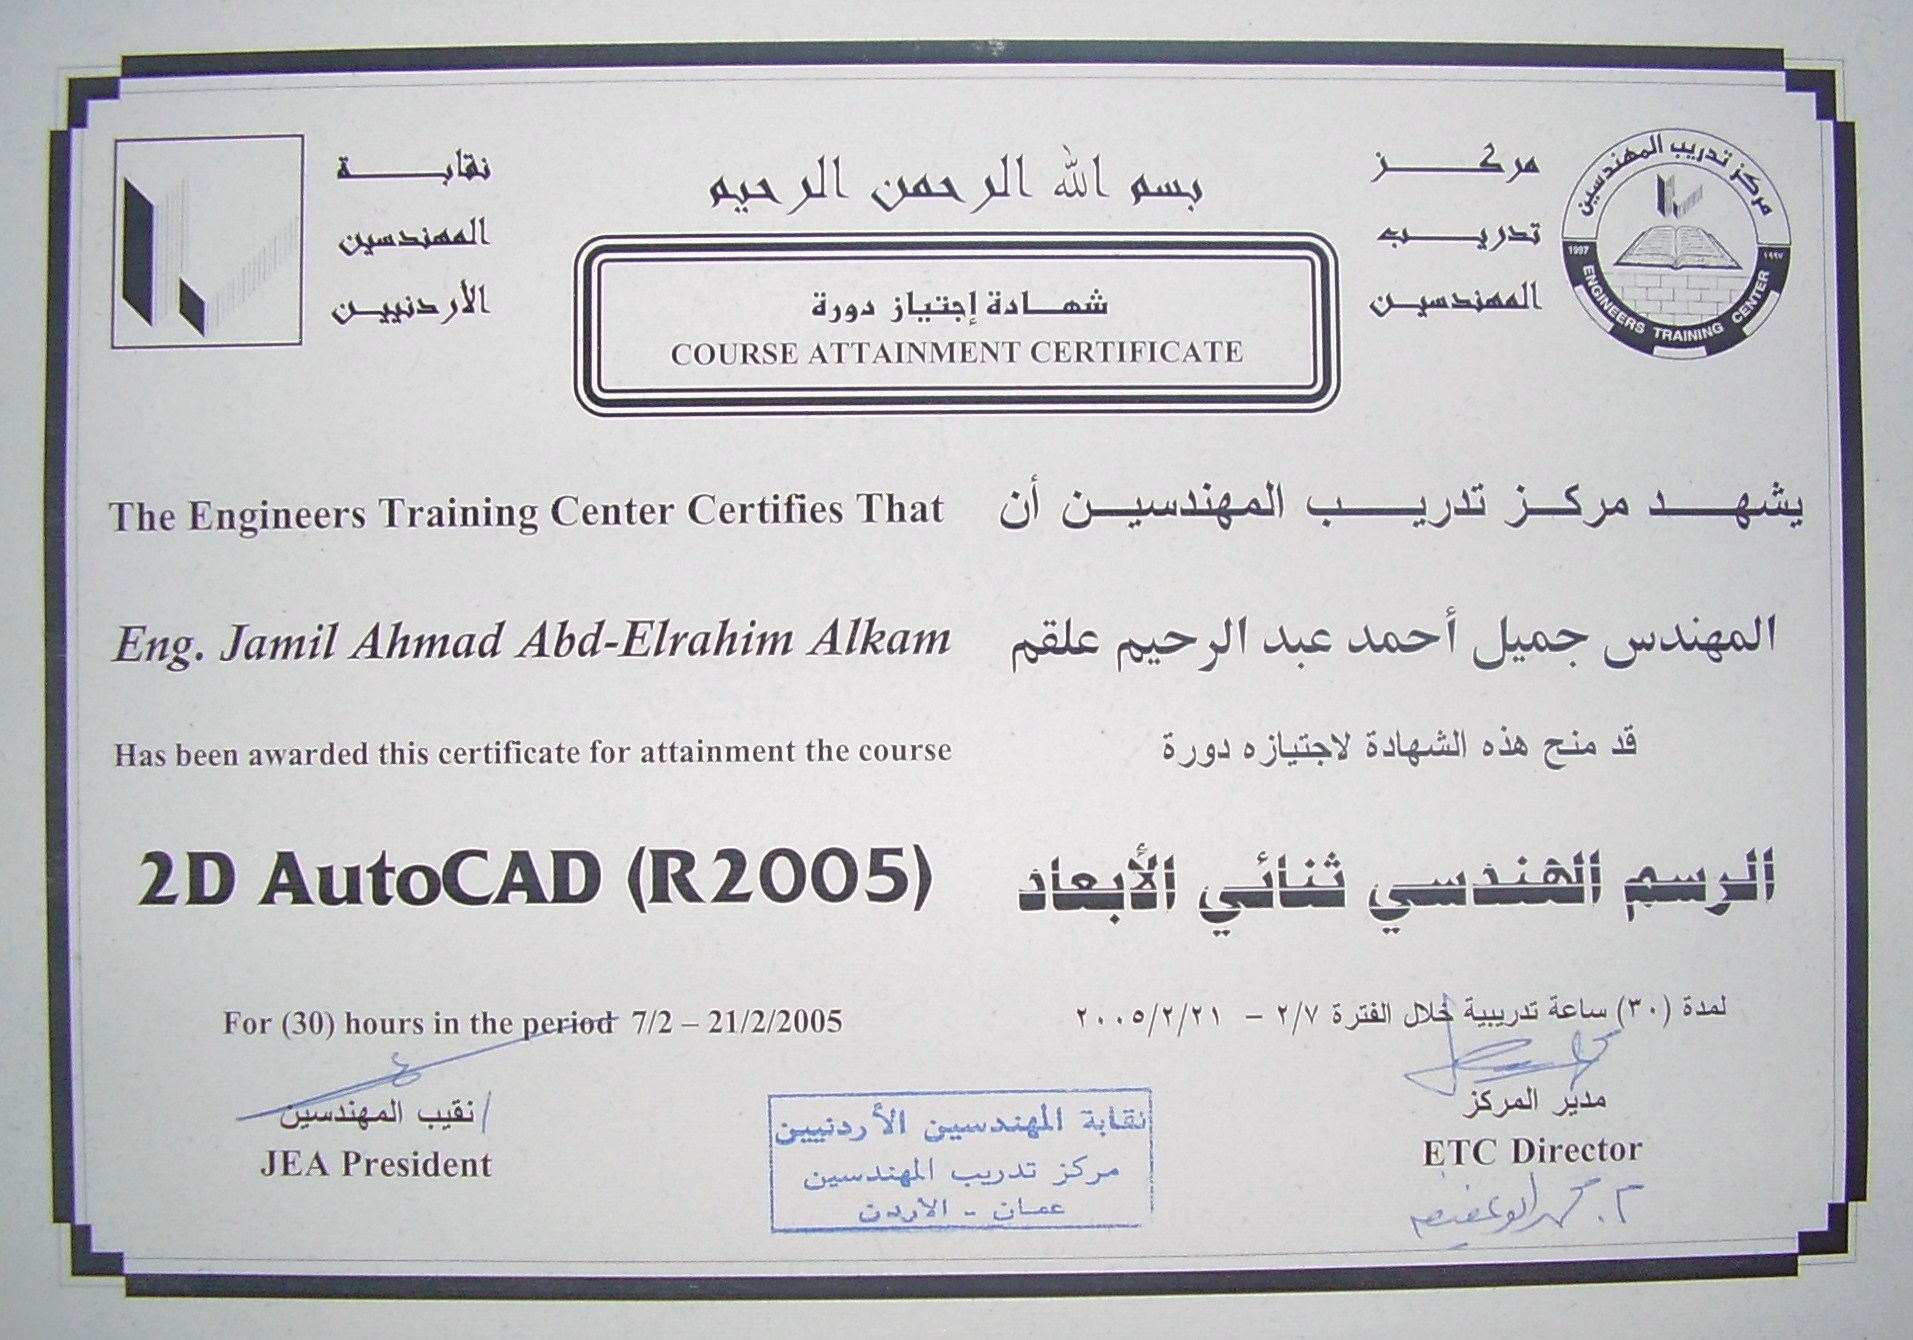 نقابة
المهندسين
الأردنيين
بسم الله الرحمن الرحيم
مركز
تدريب
المهندسين
مركز تدريب المهندسين
1997
١٩٩٧
ENGINEERS TRAINING CENTER
شهادة إجتياز دورة
COURSE ATTAINMENT CERTIFICATE
The Engineers Training Center Certifies That
يشهد مركز تدريب المهندسين أن
Eng. Jamil Ahmad Abd-Elrahim Alkam
المهندس جميل أحمد عبد الرحيم علقم
Has been awarded this certificate for attainment the course
قد منح هذه الشهادة لاجتيازه دورة
2D AutoCAD (R2005)
الرسم الهندسي ثنائي الأبعاد
For (30) hours in the period 7/2 – 21/2/2005
لمدة (٣٠) ساعة تدريبية خلال الفترة ٢/٧ – ٢٠٠٥/٢/٢١
نقيب المهندسين
JEA President
نقابة المهندسين الأردنيين
مركز تدريب المهندسين
عمان - الاردن
مدير المركز
ETC Director